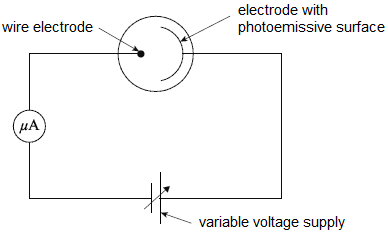 electrode with
photoemissive surface
wire electrode
μA
variable voltage supply